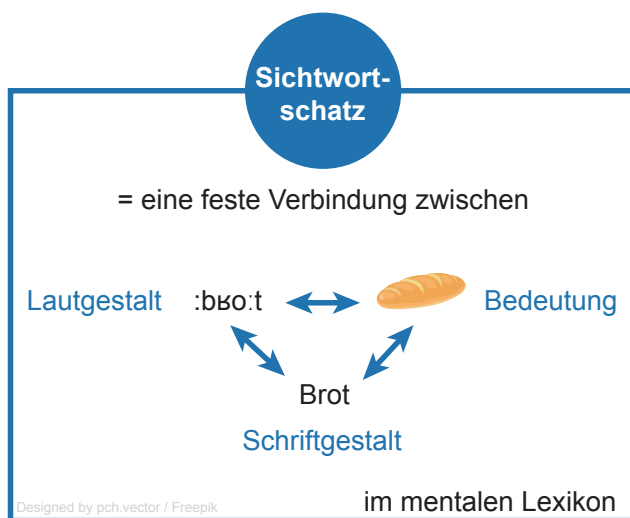 Sichtwort-
schatz
= eine feste Verbindung zwischen
Lautgestalt :bʁoːt Bedeutung
Brot
Schriftgestalt
im mentalen Lexikon
Designed by pch.vector / Freepik